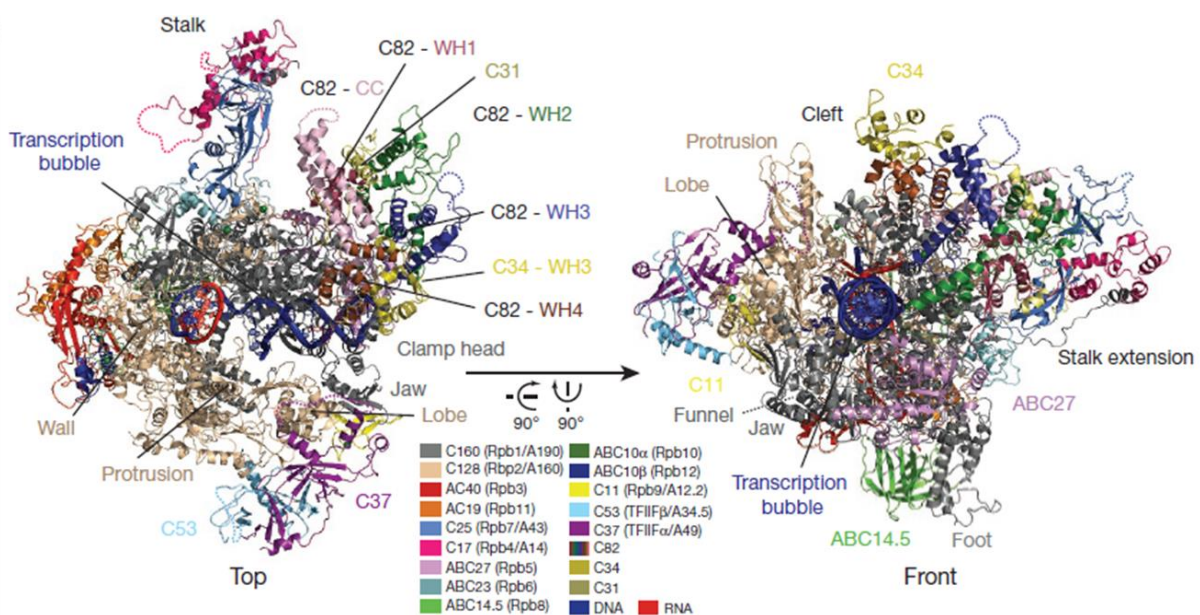 Stalk
C82 - WH1
C31
C82 - CC
C82 - WH2
Transcription
bubble
C82 - WH3
C34 - WH3
C82 - WH4
Clamp head
Jaw
Lobe
Wall
Protrusion
C37
C53
Top
90° 90°
C34
Cleft
Protrusion
Lobe
C11
Funnel
Jaw
Stalk extension
ABC27
Transcription
bubble
ABC14.5
Foot
Front
C160 (Rpb1/A190)
C128 (Rpb2/A160)
AC40 (Rpb3)
AC19 (Rpb11)
C25 (Rpb7/A43)
C17 (Rpb4/A14)
ABC27 (Rpb5)
ABC23 (Rpb6)
ABC14.5 (Rpb8)
ABC10α (Rpb10)
ABC10β (Rpb12)
C11 (Rpb9/A12.2)
C53 (TFIIFβ/A34.5)
C37 (TFIIFα/A49)
C82
C34
C31
DNA RNA